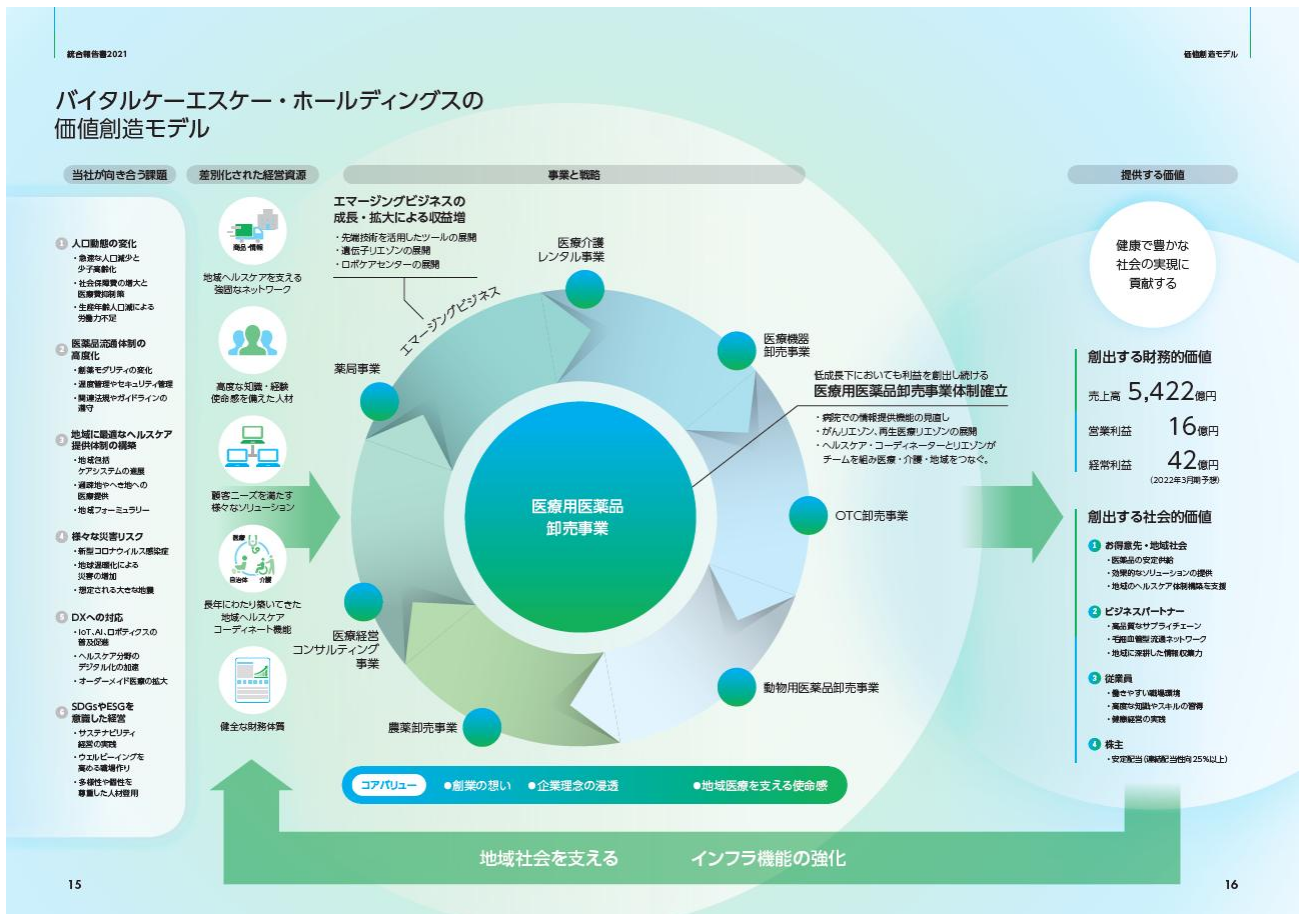 統合報告書2021
価値創造モデル
バイタルケーエスケー・ホールディングスの
価値創造モデル
当社が向き合う課題
1 人口動態の変化
・急速な人口減少と
少子高齢化
・社会保障費の増大と
医療費抑制策
・生産年齢人口減による
労働力不足
2 医薬品流通体制の
高度化
・創薬モダリティの変化
・温度管理やセキュリティ管理
・関連法規やガイドラインの
遵守
3 地域に最適なヘルスケア
提供体制の構築
・地域包括
ケアシステムの進展
・過疎地やへき地への
医療提供
・地域フォーミュラリー
4 様々な災害リスク
・新型コロナウイルス感染症
・地球温暖化による
災害の増加
・想定される大きな地震
5 DXへの対応
・IoT、AI、ロボティクスの
普及促進
・ヘルスケア分野の
デジタル化の加速
・オーダーメイド医療の拡大
6 SDGsやESGを
意識した経営
・サステナビリティ
経営の実践
・ウエルビーイングを
高める職場作り
・多様性や個性を
尊重した人材登用
差別化された経営資源
商品・情報
地域ヘルスケアを支える
強固なネットワーク
高度な知識・経験
使命感を備えた人材
顧客ニーズを満たす
様々なソリューション
医療
自治体 介護
長年にわたり築いてきた
地域ヘルスケア
コーディネート機能
健全な財務体質
事業と戦略
エマージングビジネスの
成長・拡大による収益増
・先端技術を活用したツールの展開
・遺伝子リエゾンの展開
・ロボケアセンターの展開
エマージングビジネス
医療介護
レンタル事業
医療機器
卸売事業
薬局事業
低成長下においても利益を創出し続ける
医療用医薬品卸売事業体制確立
・病院での情報提供機能の見直し
・がんリエゾン、再生医療リエゾンの展開
・ヘルスケア・コーディネーターとリエゾンが
チームを組み医療・介護・地域をつなぐ。
医療用医薬品
卸売事業
OTC卸売事業
医療経営
コンサルティング
事業
動物用医薬品卸売事業
農薬卸売事業
コアバリュー ●創業の想い ●企業理念の浸透 ●地域医療を支える使命感
提供する価値
健康で豊かな
社会の実現に
貢献する
創出する財務的価値
売上高 5,422億円
営業利益 16億円
経常利益 42億円
(2022年3月期予想)
創出する社会的価値
1 お得意先・地域社会
・医薬品の安定供給
・効果的なソリューションの提供
・地域のヘルスケア体制構築を支援
2 ビジネスパートナー
・高品質なサプライチェーン
・毛細血管型流通ネットワーク
・地域に深耕した情報収集力
3 従業員
・働きやすい職場環境
・高度な知識やスキルの習得
・健康経営の実践
4 株主
・安定配当(連結配当性向25%以上)
地域社会を支える インフラ機能の強化
15
16